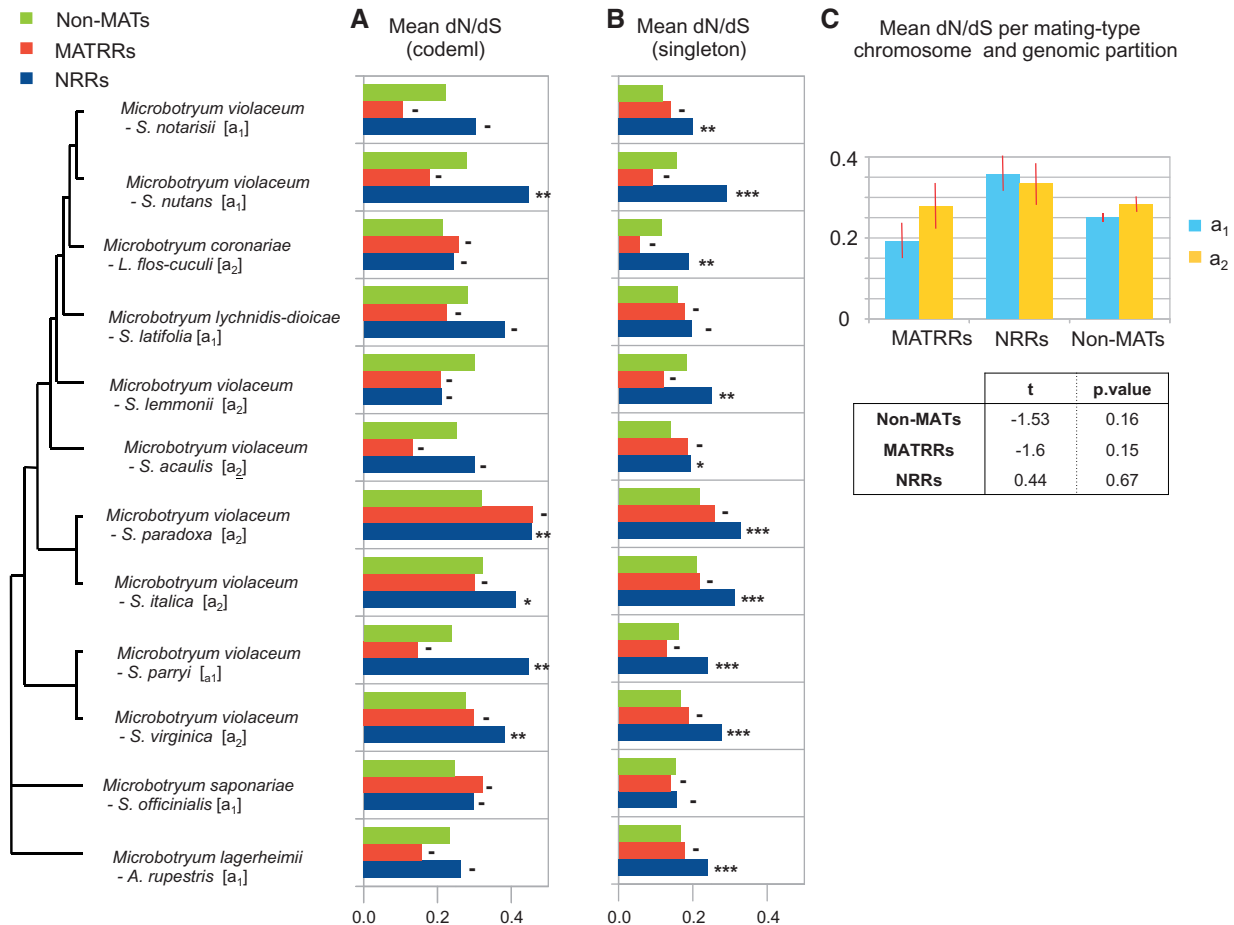 Non-MATs
MATRRs
NRRs
A
Mean dN/dS
(codeml)
B
Mean dN/dS
(singleton)
C
Mean dN/dS per mating-type
chromosome and genomic partition
Microbotryum violaceum
- S. notarisii [a1]
-
-
-
**
Microbotryum violaceum
- S. nutans [a1]
-
**
-
***
Microbotryum coronariae
- L. flos-cuculi [a2]
-
-
-
**
Microbotryum lychnidis-dioicae
- S. latifolia [a1]
-
-
-
-
Microbotryum violaceum
- S. lemmonii [a2]
-
-
-
**
Microbotryum violaceum
- S. acaulis [a2]
-
-
-
*
Microbotryum violaceum
- S. paradoxa [a2]
-
**
-
***
Microbotryum violaceum
- S. italica [a2]
-
*
-
***
Microbotryum violaceum
- S. parryi [a1]
-
**
-
***
Microbotryum violaceum
- S. virginica [a2]
-
**
-
***
Microbotryum saponariae
- S. officinialis [a1]
-
-
-
-
Microbotryum lagerheimii
- A. rupestris [a1]
-
-
-
***
0.0 0.2 0.4
0.0 0.2 0.4
0.4
0.2
0
MATRRs NRRs Non-MATs
a1
a2
t p.value
Non-MATs -1.53 0.16
MATRRs -1.6 0.15
NRRs 0.44 0.67